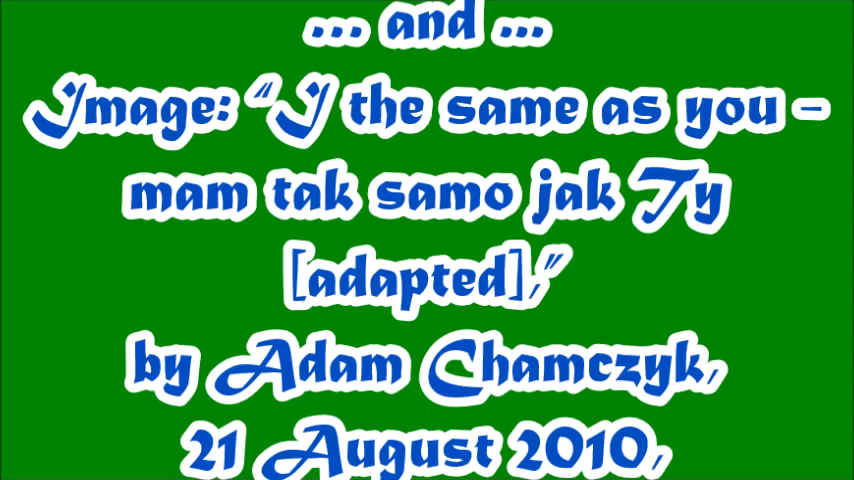 ... and ...
Image: "I the same as you –
mam tak samo jak Ty
[adapted],"
by Adam Chamczyk,
21 August 2010,